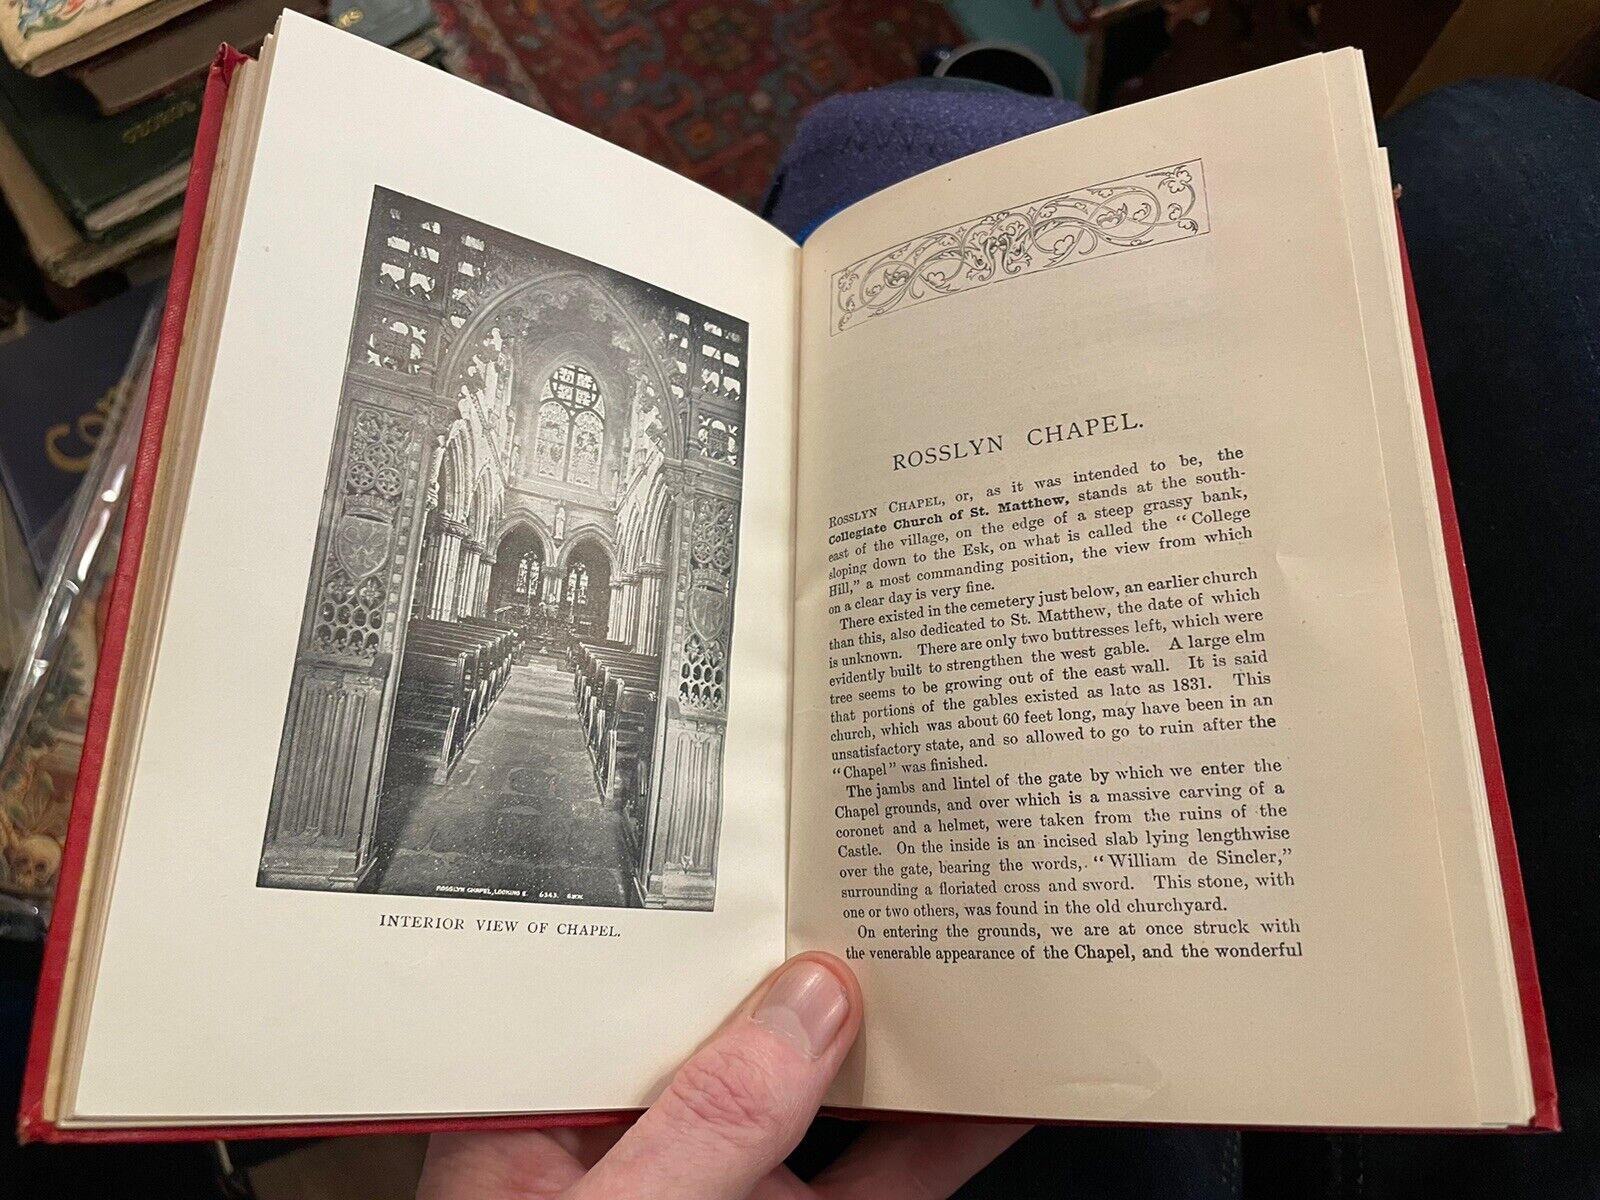 ROSSLYN CHAPEL, LOOKING E. 6343. G.W.W.
INTERIOR VIEW OF CHAPEL.
ROSSLYN CHAPEL.
ROSSLYN CHAPEL, or, as it was intended to be, the
Collegiate Church of St. Matthew, stands at the south-
east of the village, on the edge of a steep grassy bank,
sloping down to the Esk, on what is called the "College
Hill," a most commanding position, the view from which
on a clear day is very fine.
There existed in the cemetery just below, an earlier church
than this, also dedicated to St. Matthew, the date of which
is unknown. There are only two buttresses left, which were
evidently built to strengthen the west gable. A large elm
tree seems to be growing out of the east wall. It is said
that portions of the gables existed as late as 1831. This
church, which was about 60 feet long, may have been in an
unsatisfactory state, and so allowed to go to ruin after the
"Chapel" was finished.
The jambs and lintel of the gate by which we enter the
Chapel grounds, and over which is a massive carving of a
coronet and a helmet, were taken from the ruins of the
Castle. On the inside is an incised slab lying lengthwise
over the gate, bearing the words, "William de Sincler,"
surrounding a floriated cross and sword. This stone, with
one or two others, was found in the old churchyard.
On entering the grounds, we are at once struck with
the venerable appearance of the Chapel, and the wonderful